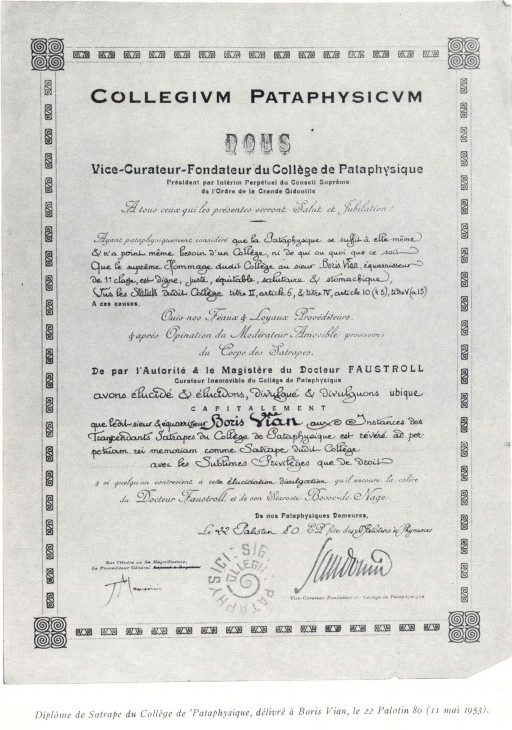 COLLEGIVM PATAPHYSICVM
NOUS
Vice-Curateur-Fondateur du Collège de Pataphysique
Président par Intérim Perpétuel du Conseil Suprême
de l'Ordre de la Grande Gidouille
A tous ceux qui les présentes verront Salut et Jubilation !
Ayant pataphysiquement considéré que la Pataphysique se suffit à elle-même
& n'a point même besoin d'un Collège, ni de qui ou quoi que ce soit
Que le suprême Hommage dudit Collège au sieur Boris Vian, équarrisseur
de 1re classe, est digne, juste, équitable, salutaire & stomachique,
Vus les Statuts dudit Collège titre II, article 6, & titre IV, article 10 (§ 5), titre V (a 15)
A ces causes,
Ouis nos Féaux & Loyaux Provéditeurs
& après Opination du Modérateur Amovible provisoires
du Corps des Satrapes,
De par l'Autorité & le Magistère du Docteur FAUSTROLL
Curateur Inamovible du Collège de Pataphysique
avons élucidé & élucidons, divulgué & divulguons ubique
CAPITALEMENT
que ledit sieur & équarrisseur Boris Vian aux Instances des
Transcendants Satrapes du Collège de Pataphysique est révéré ad per-
petuam rei memoriam comme Satrape dudit Collège
avec les Sublimes Privilèges que de droit
& si quelqu'un contrevient à cette élucidation divulgation qu'il encoure la colère
du Docteur Faustroll et de son Staroste Bosse-de-Nage.
De nos Pataphysiques Demeures,
Le 22 Palotin 80 E.P. fête des
Par l'Ordre de Sa Magnificence,
Le Provéditeur Général
SIGI COLLEGII PATAPHYSICI
Sandomir
Vice-Curateur Fondateur du Collège de Pataphysique
Diplôme de Satrape du Collège de 'Pataphysique, délivré à Boris Vian, le 22 Palotin 80 (11 mai 1953).